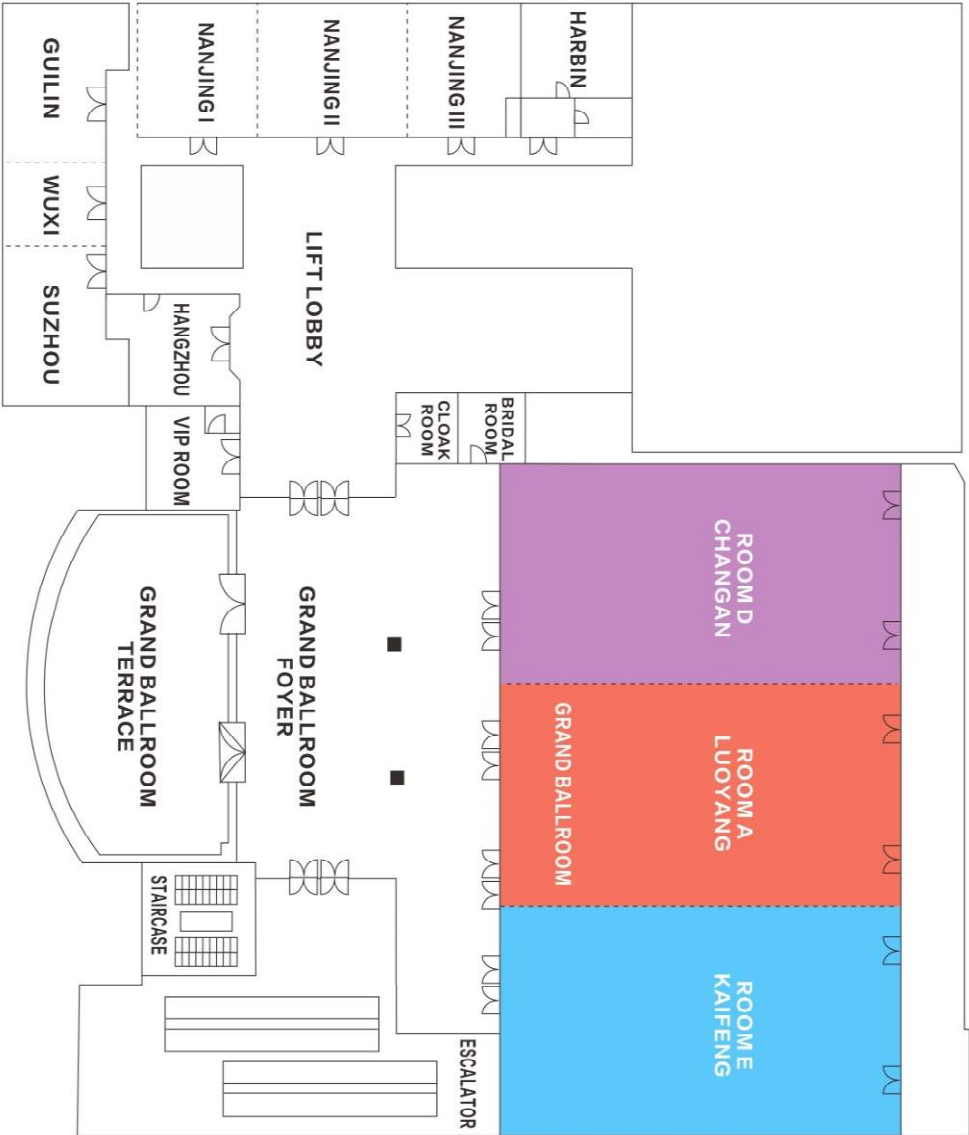 ROOM D
CHANGAN
ROOM A
LUOYANG
ROOM E
KAIFENG
HARBIN
GRAND BALLROOM
BRIDAL
ROOM
NANJING III
CLOAK
ROOM
ESCALATOR
NANJING II
LIFT LOBBY
GRAND BALLROOM
FOYER
NANJING I
HANGZHOU
VIP ROOM
GRAND BALLROOM
TERRACE
STAIRCASE
GUILIN
WUXI
SUZHOU